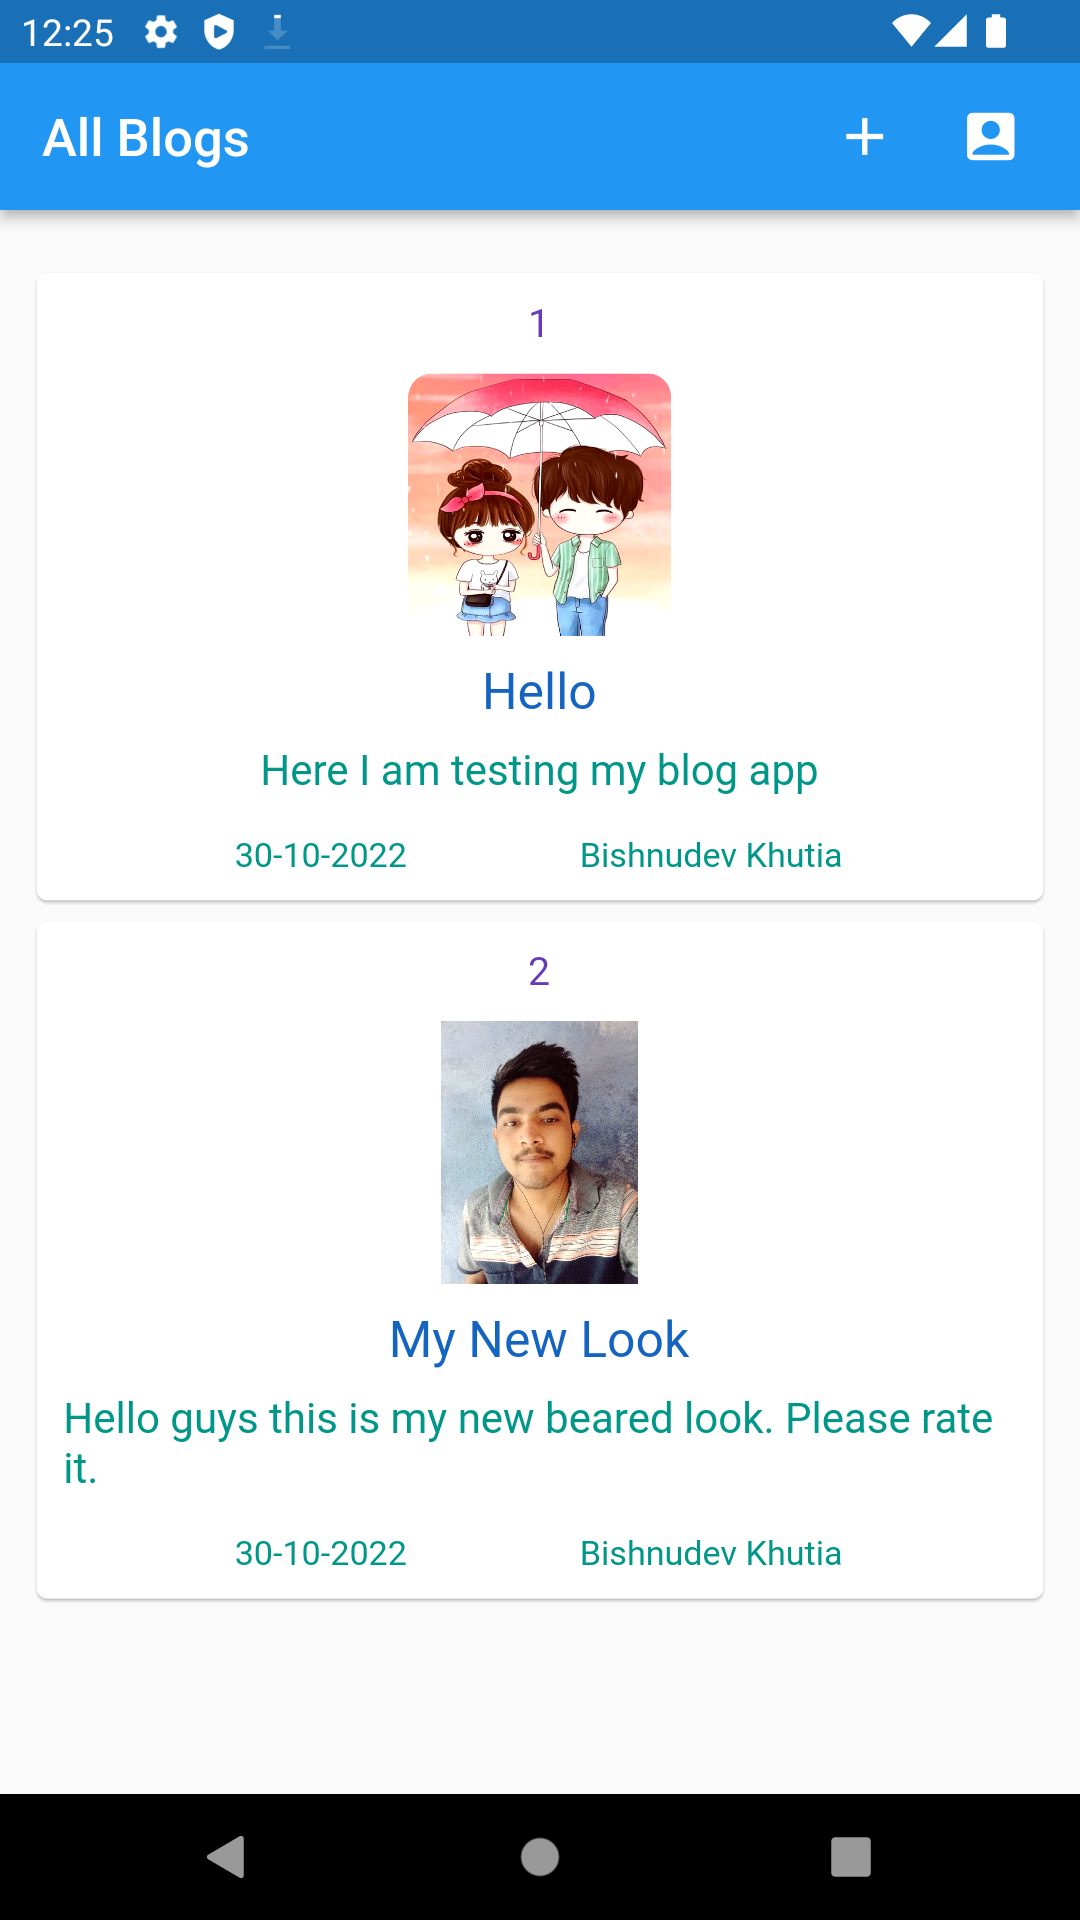 12:25
All Blogs
1
Hello
Here I am testing my blog app
30-10-2022 Bishnudev Khutia
2
My New Look
Hello guys this is my new beared look. Please rate
it.
30-10-2022 Bishnudev Khutia